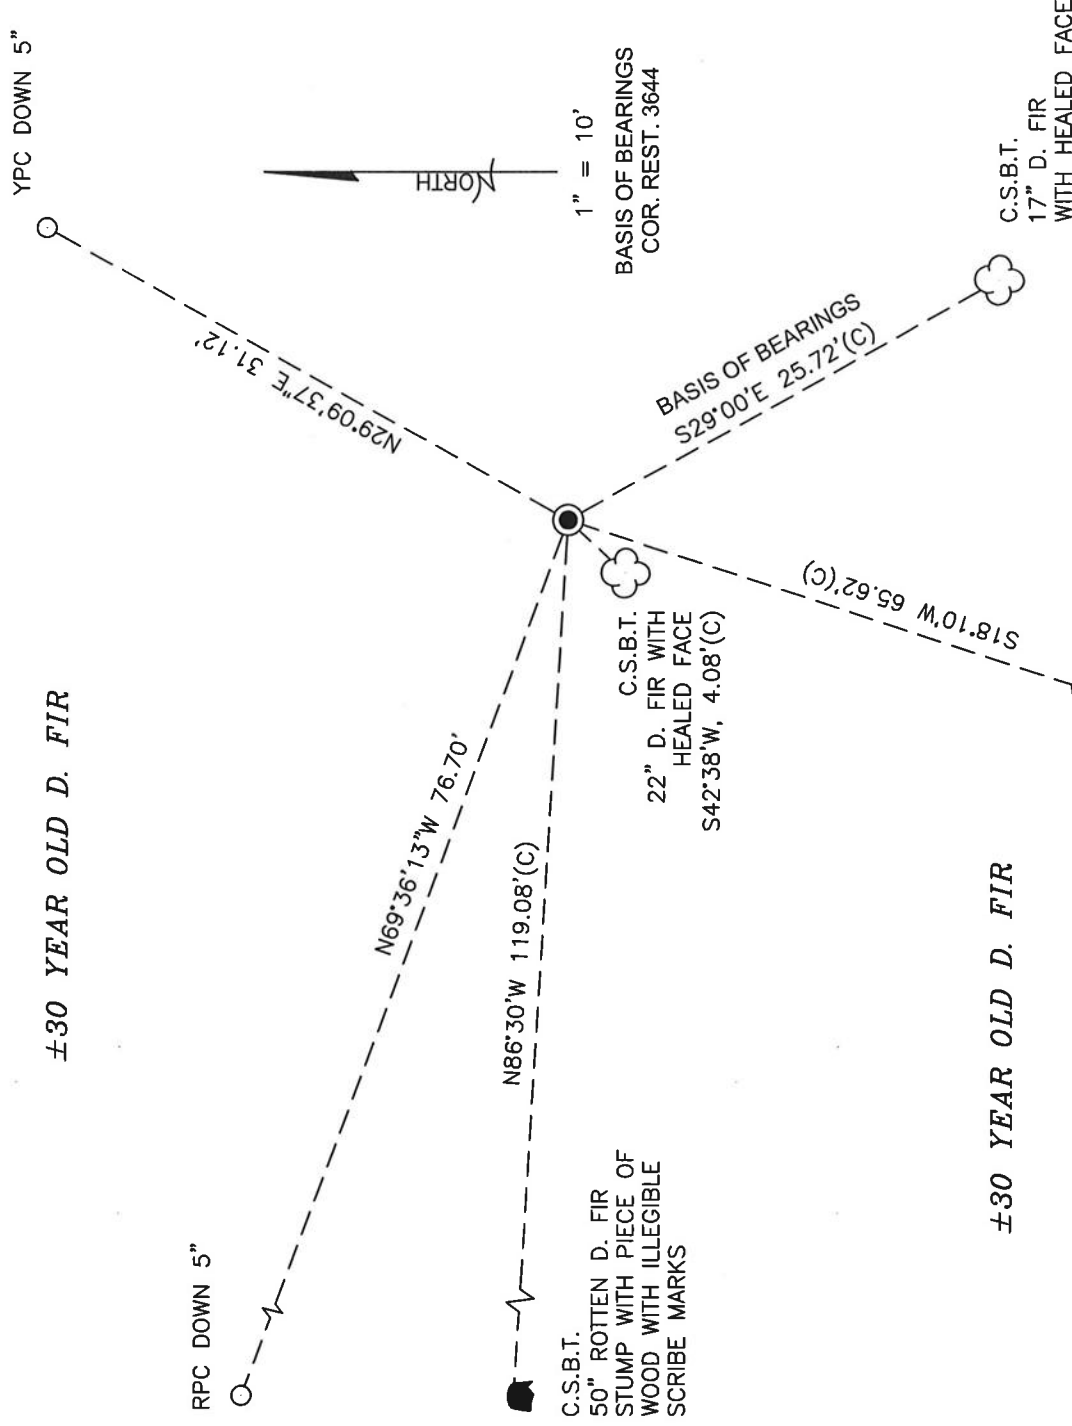 YPC DOWN 5"
N29°09'37"E 31.12'
NORTH
1" = 10'
BASIS OF BEARINGS
COR. REST. 3644
BASIS OF BEARINGS
S29°00'E 25.72'(C)
C.S.B.T.
17" D. FIR
WITH HEALED FACE
S18°10'W 65.62'(C)
C.S.B.T.
22" D. FIR WITH
HEALED FACE
S42°38'W, 4.08'(C)
±30 YEAR OLD D. FIR
N69°36'13"W 76.70'
N86°30'W 119.08'(C)
RPC DOWN 5"
C.S.B.T.
50" ROTTEN D. FIR
STUMP WITH PIECE OF
WOOD WITH ILLEGIBLE
SCRIBE MARKS
±30 YEAR OLD D. FIR